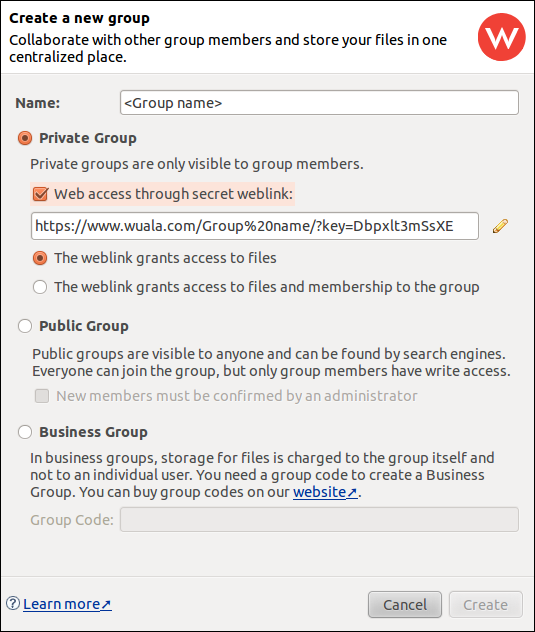 Create a new group
Collaborate with other group members and store your files in one
centralized place.
W
Name: <Group name>
Private Group
Private groups are only visible to group members.
Web access through secret weblink:
https://www.wuala.com/Group%20name/?key=Dbpxlt3mSsXE
The weblink grants access to files
The weblink grants access to files and membership to the group
Public Group
Public groups are visible to anyone and can be found by search engines.
Everyone can join the group, but only group members have write access.
New members must be confirmed by an administrator
Business Group
In business groups, storage for files is charged to the group itself and
not to an individual user. You need a group code to create a Business
Group. You can buy group codes on our website↗.
Group Code:
? Learn more↗ Cancel Create